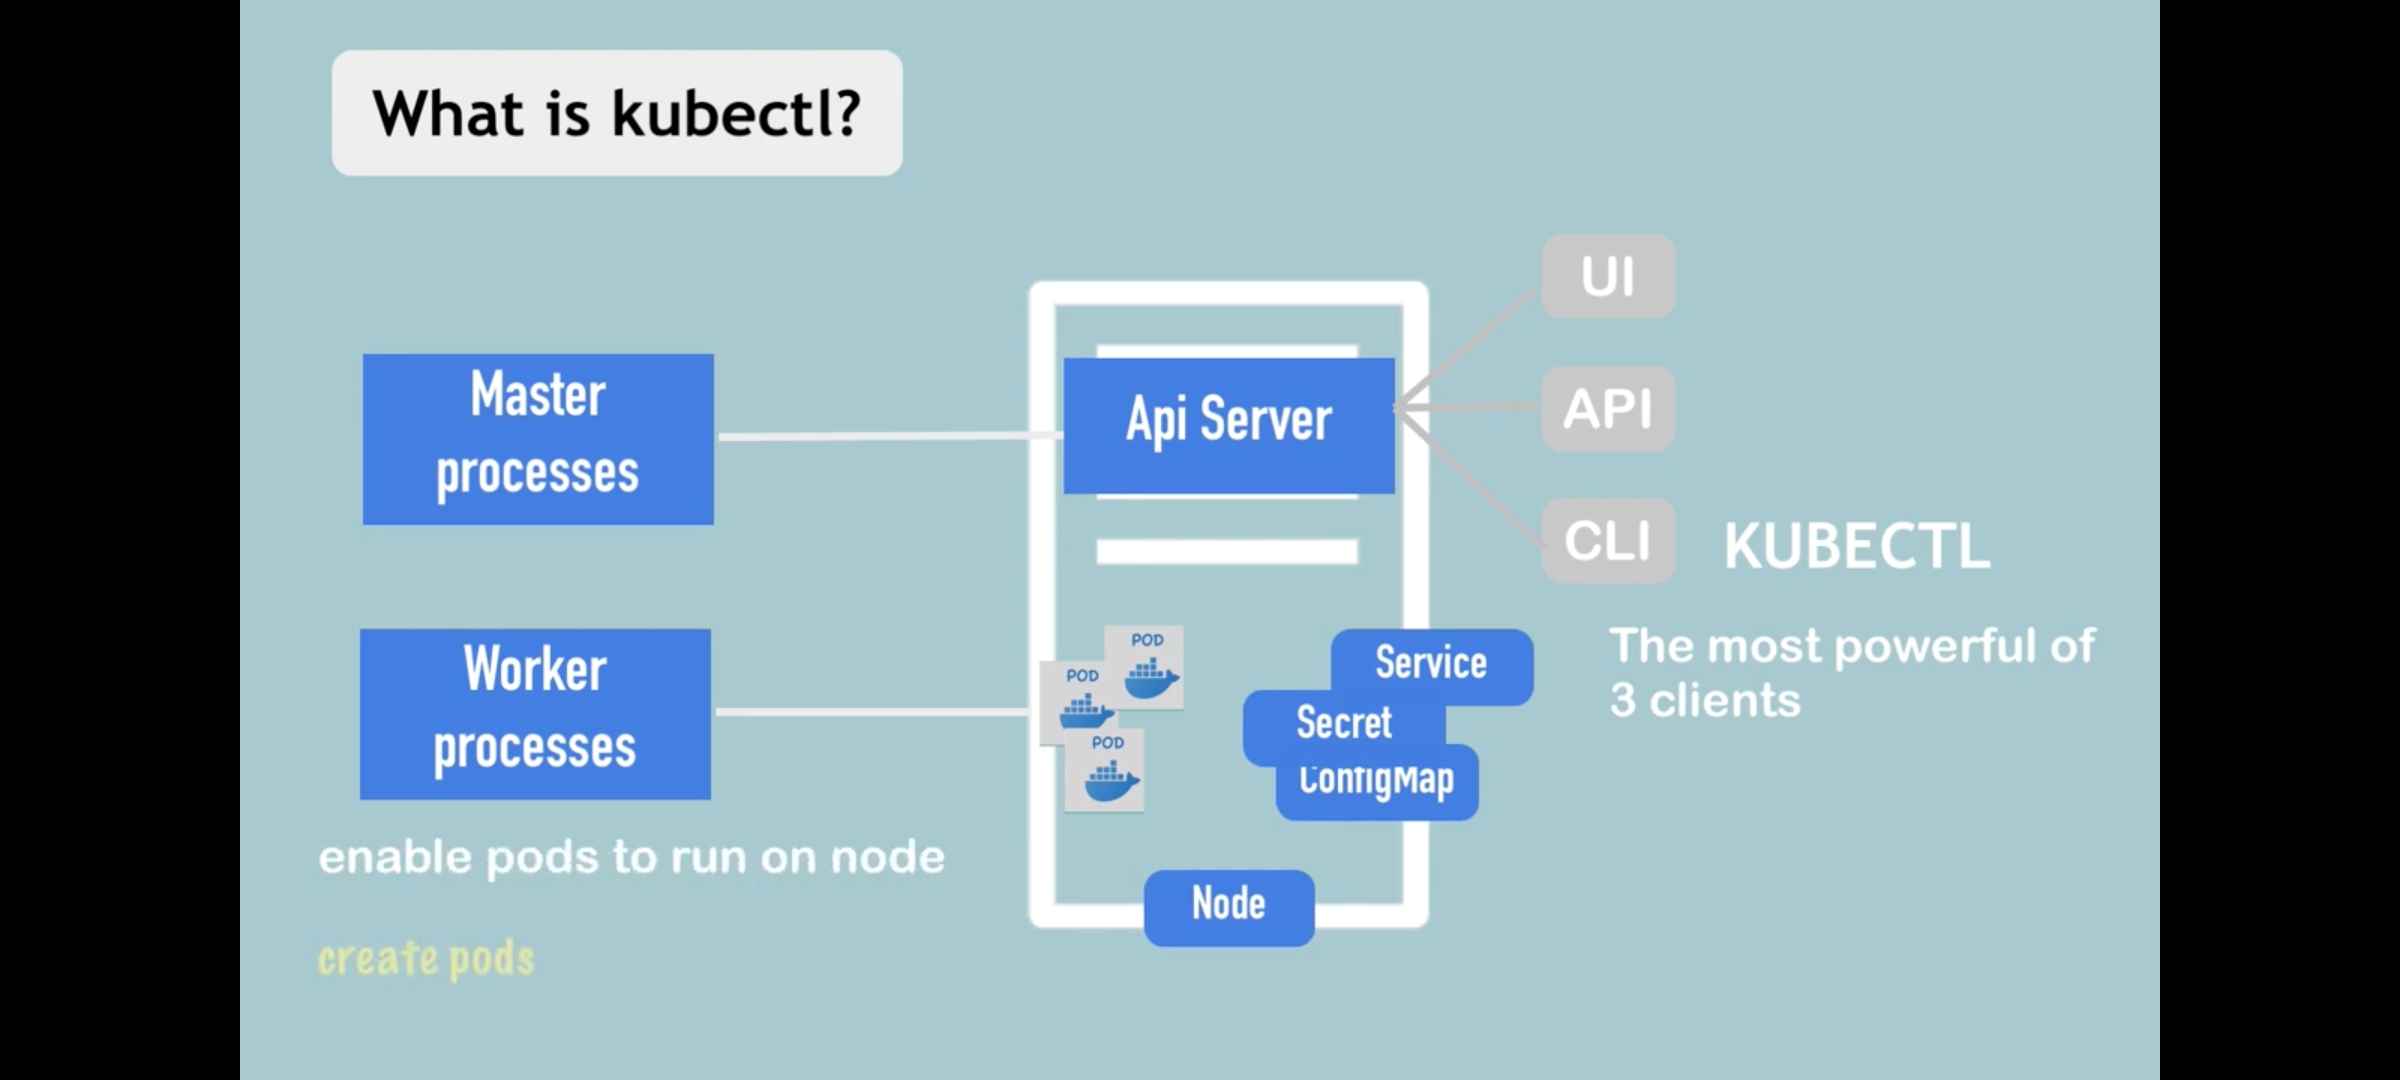 What is kubectl?
UI
Master
processes
Api Server
API
CLI
KUBECTL
Worker
processes
POD
POD
POD
Service
Secret
ConfigMap
The most powerful of
3 clients
enable pods to run on node
Node
create pods